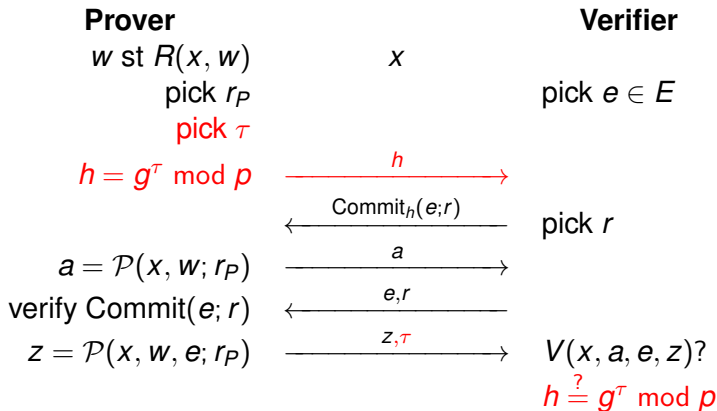 Prover Verifier
w st R(x, w) x
pick r_P pick e ∈ E
pick τ
h = g^τ mod p h
Commit_h(e;r) pick r
a = 𝒫(x, w; r_P) a
verify Commit(e; r) e,r
z = 𝒫(x, w, e; r_P) z,τ V(x, a, e, z)?
h ≟ g^τ mod p